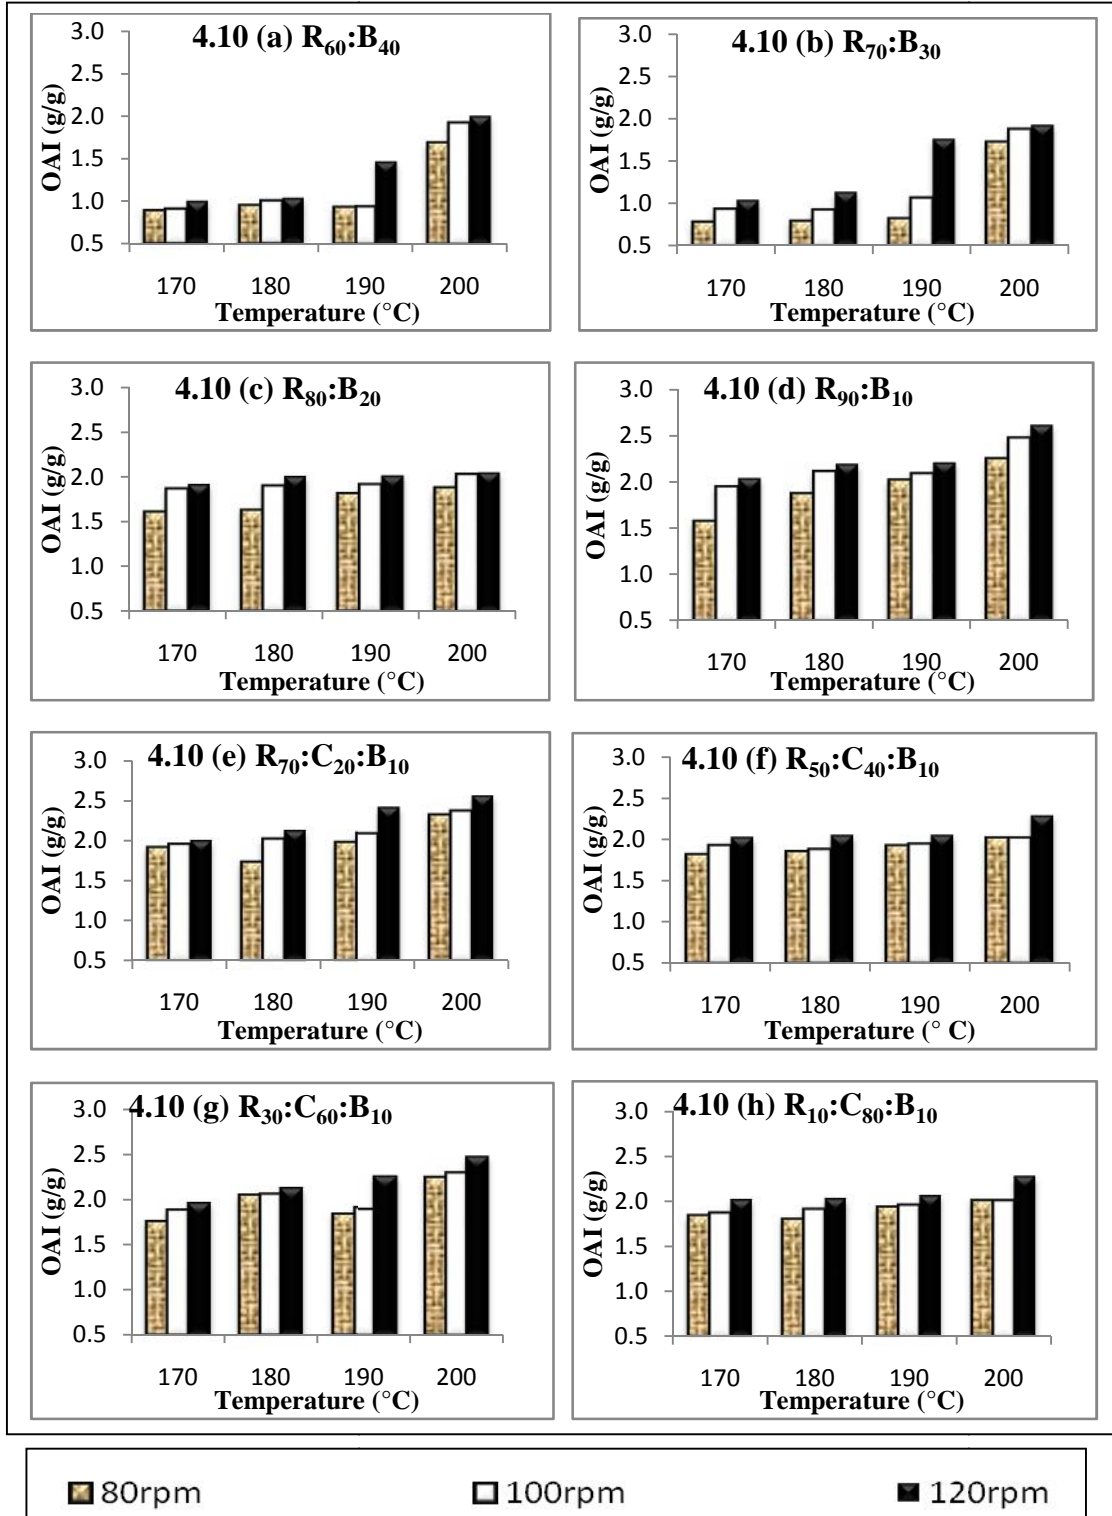 4.10 (a) R60:B40
OAI (g/g)
3.0
2.5
2.0
1.5
1.0
0.5
170 180 190 200
Temperature (°C)
4.10 (b) R70:B30
OAI (g/g)
3.0
2.5
2.0
1.5
1.0
0.5
170 180 190 200
Temperature (°C)
4.10 (c) R80:B20
OAI (g/g)
3.0
2.5
2.0
1.5
1.0
0.5
170 180 190 200
Temperature (°C)
4.10 (d) R90:B10
OAI (g/g)
3.0
2.5
2.0
1.5
1.0
0.5
170 180 190 200
Temperature (°C)
4.10 (e) R70:C20:B10
OAI (g/g)
3.0
2.5
2.0
1.5
1.0
0.5
170 180 190 200
Temperature (°C)
4.10 (f) R50:C40:B10
OAI (g/g)
3.0
2.5
2.0
1.5
1.0
0.5
170 180 190 200
Temperature (° C)
4.10 (g) R30:C60:B10
OAI (g/g)
3.0
2.5
2.0
1.5
1.0
0.5
170 180 190 200
Temperature (°C)
4.10 (h) R10:C80:B10
OAI (g/g)
3.0
2.5
2.0
1.5
1.0
0.5
170 180 190 200
Temperature (°C)
80rpm 100rpm 120rpm